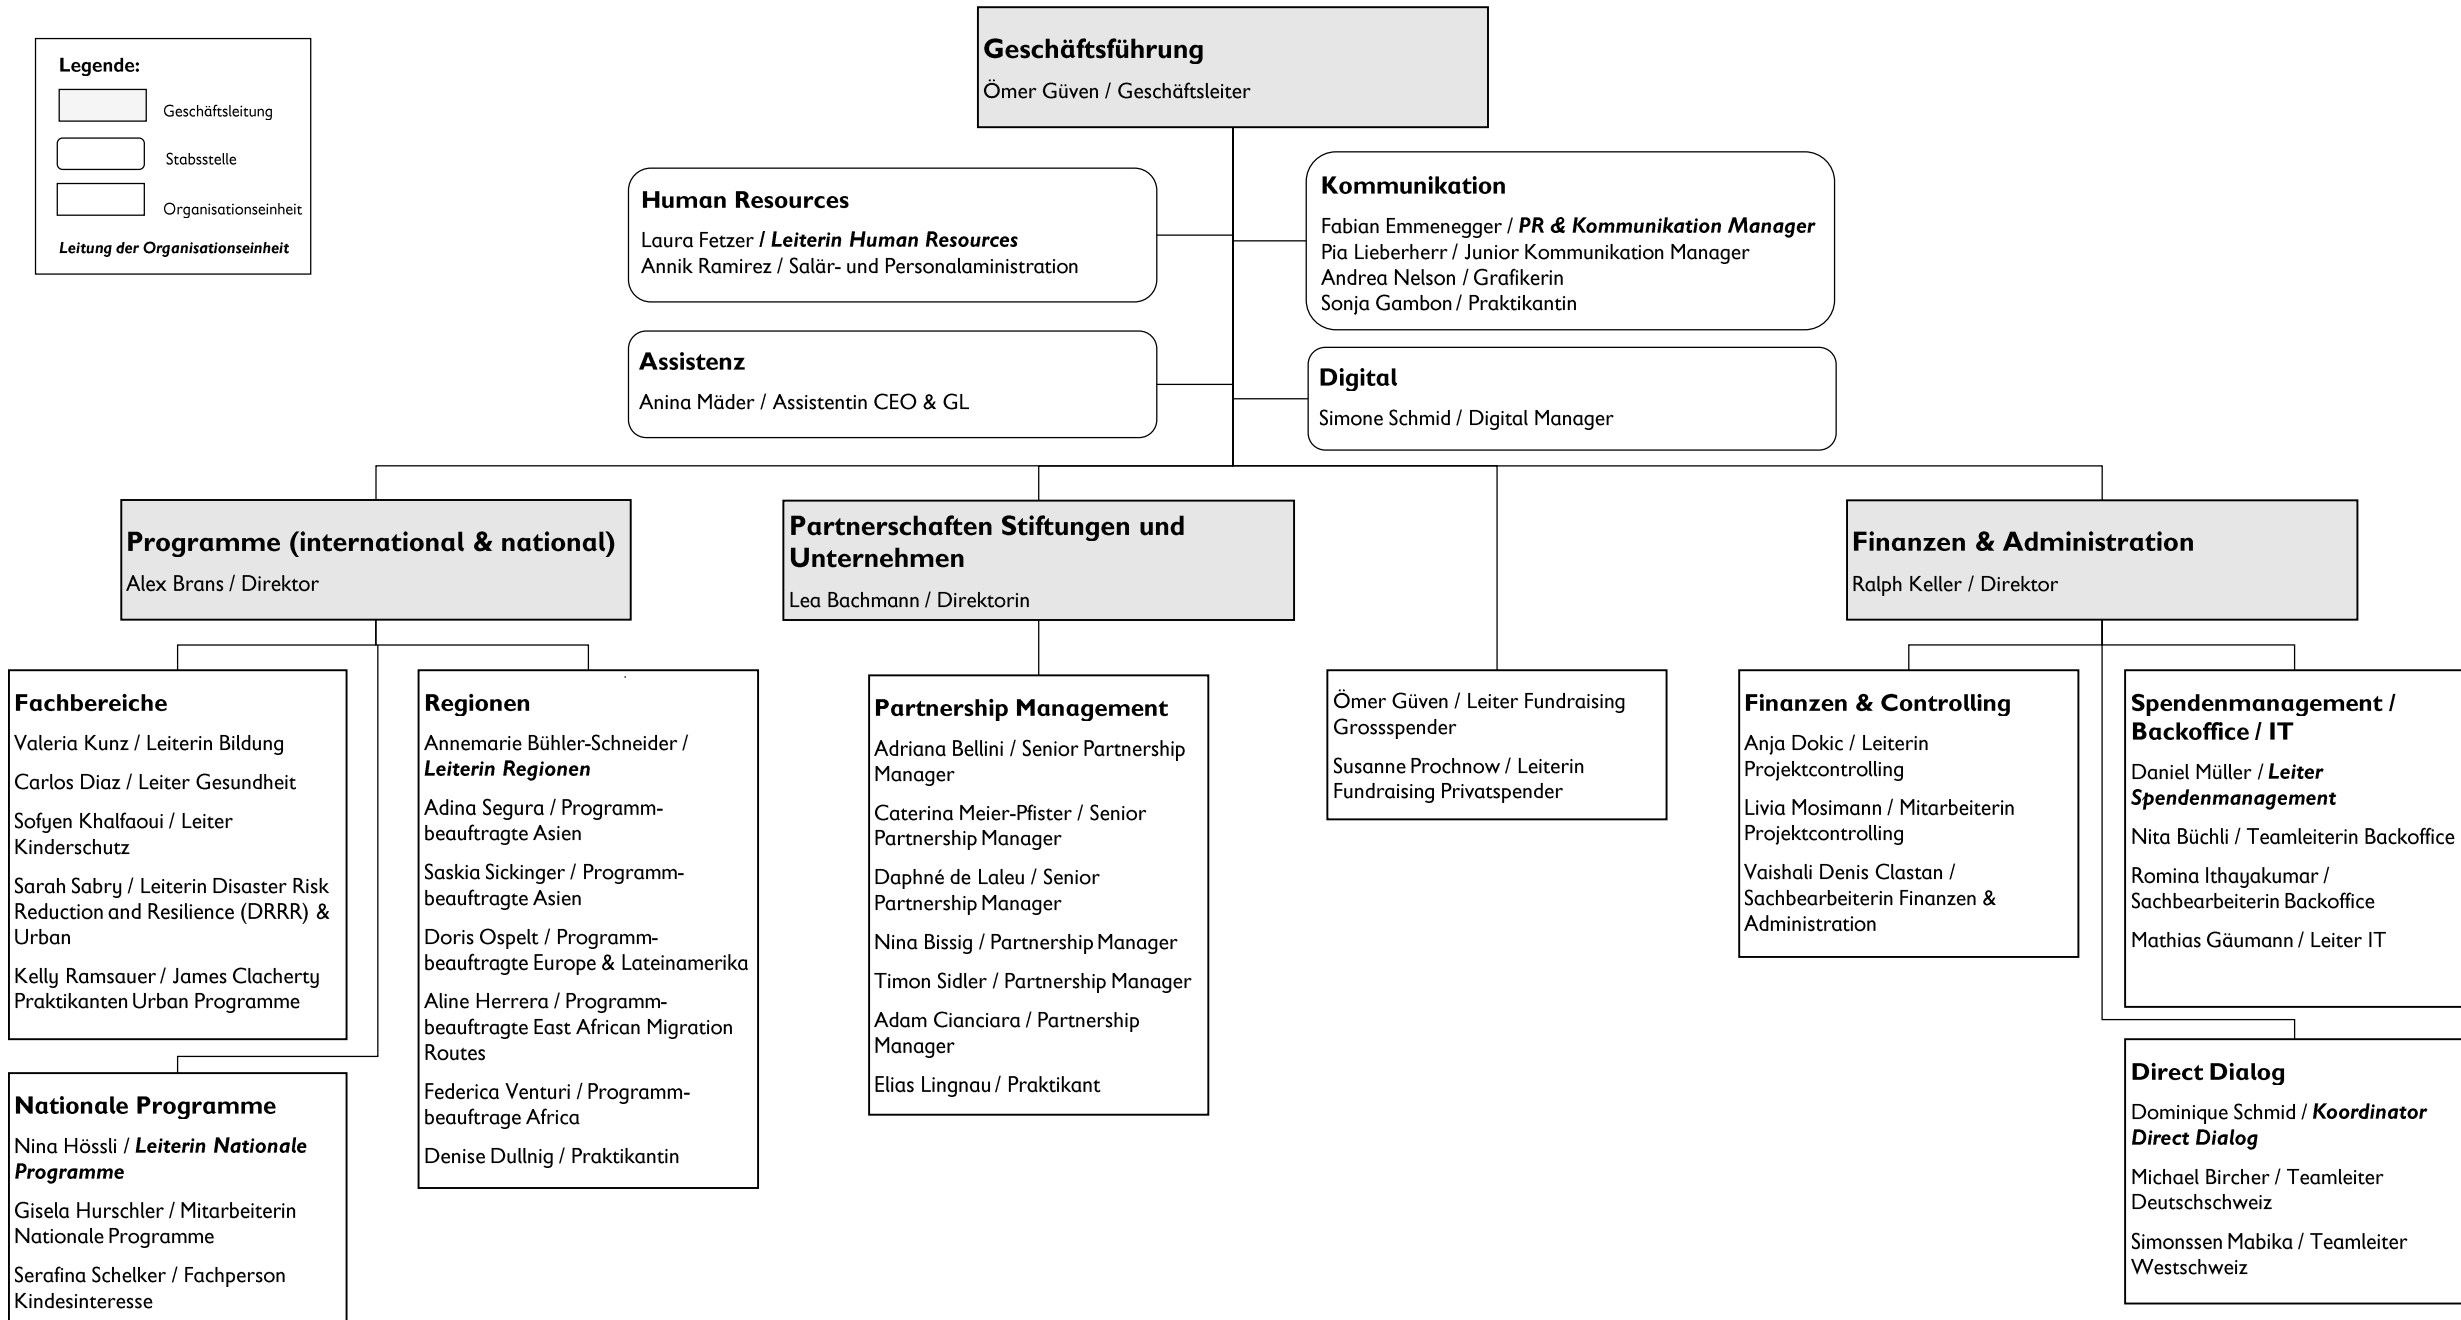 Geschäftsführung
Ömer Güven / Geschäftsleiter
Legende:
Geschäftsleitung
Stabsstelle
Organisationseinheit
Leitung der Organisationseinheit
Human Resources
Laura Fetzer / Leiterin Human Resources
Annik Ramirez / Salär- und Personalaministration
Kommunikation
Fabian Emmenegger / PR & Kommunikation Manager
Pia Lieberherr / Junior Kommunikation Manager
Andrea Nelson / Grafikerin
Sonja Gambon / Praktikantin
Assistenz
Anina Mäder / Assistentin CEO & GL
Digital
Simone Schmid / Digital Manager
Programme (international & national)
Alex Brans / Direktor
Partnerschaften Stiftungen und
Unternehmen
Lea Bachmann / Direktorin
Finanzen & Administration
Ralph Keller / Direktor
Fachbereiche
Valeria Kunz / Leiterin Bildung
Carlos Diaz / Leiter Gesundheit
Sofyen Khalfaoui / Leiter
Kinderschutz
Sarah Sabry / Leiterin Disaster Risk
Reduction and Resilience (DRRR) &
Urban
Kelly Ramsauer / James Clacherty
Praktikanten Urban Programme
Nationale Programme
Nina Hössli / Leiterin Nationale
Programme
Gisela Hurschler / Mitarbeiterin
Nationale Programme
Serafina Schelker / Fachperson
Kindesinteresse
Regionen
Annemarie Bühler-Schneider /
Leiterin Regionen
Adina Segura / Programm-
beauftragte Asien
Saskia Sickinger / Programm-
beauftragte Asien
Doris Ospelt / Programm-
beauftragte Europe & Lateinamerika
Aline Herrera / Programm-
beauftragte East African Migration
Routes
Federica Venturi / Programm-
beauftrage Africa
Denise Dullnig / Praktikantin
Partnership Management
Adriana Bellini / Senior Partnership
Manager
Caterina Meier-Pfister / Senior
Partnership Manager
Daphné de Laleu / Senior
Partnership Manager
Nina Bissig / Partnership Manager
Timon Sidler / Partnership Manager
Adam Cianciara / Partnership
Manager
Elias Lingnau / Praktikant
Ömer Güven / Leiter Fundraising
Grossspender
Susanne Prochnow / Leiterin
Fundraising Privatspender
Finanzen & Controlling
Anja Dokic / Leiterin
Projektcontrolling
Livia Mosimann / Mitarbeiterin
Projektcontrolling
Vaishali Denis Clastan /
Sachbearbeiterin Finanzen &
Administration
Spendenmanagement /
Backoffice / IT
Daniel Müller / Leiter
Spendenmanagement
Nita Büchli / Teamleiterin Backoffice
Romina Ithayakumar /
Sachbearbeiterin Backoffice
Mathias Gäumann / Leiter IT
Direct Dialog
Dominique Schmid / Koordinator
Direct Dialog
Michael Bircher / Teamleiter
Deutschschweiz
Simonssen Mabika / Teamleiter
Westschweiz